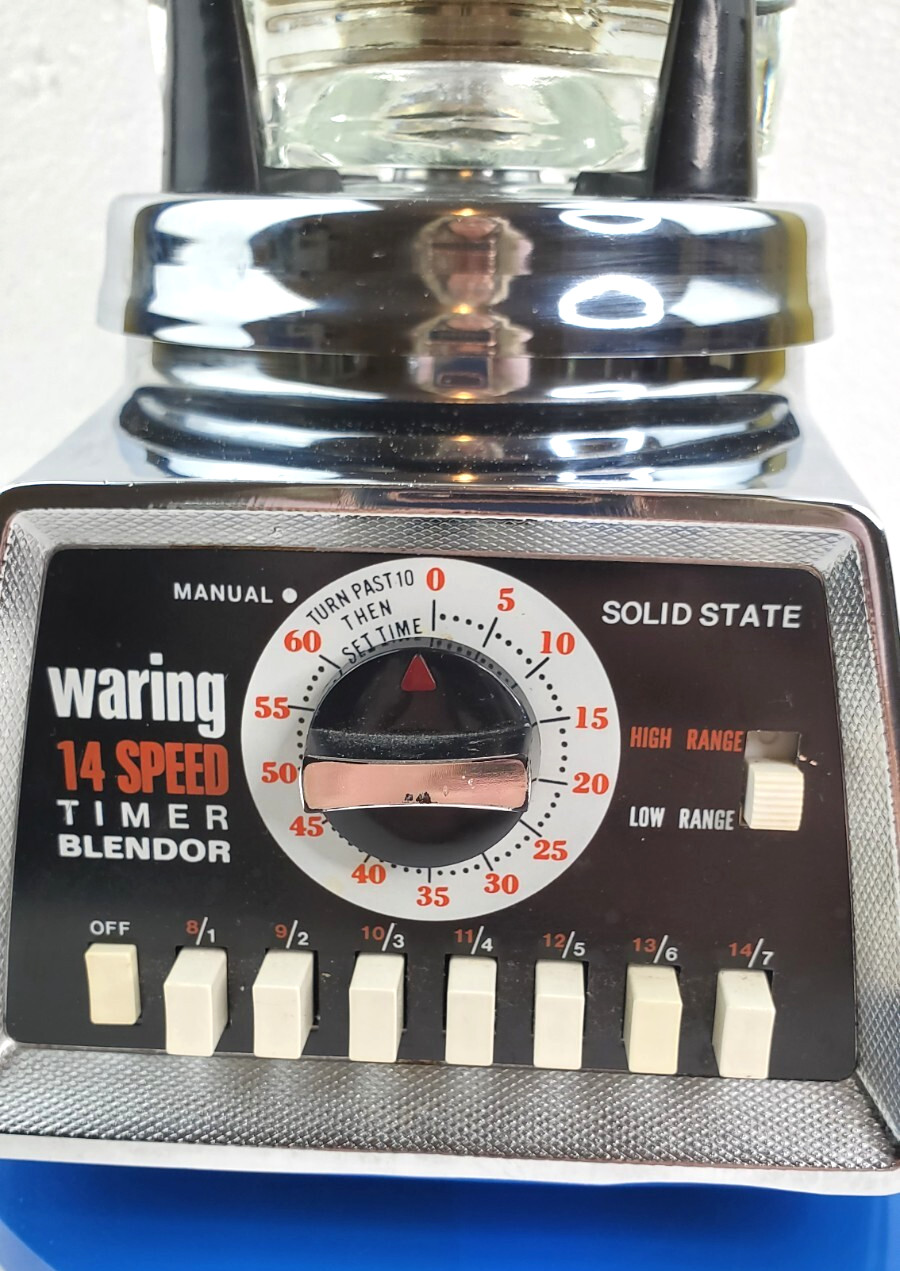 MANUAL
TURN PAST 10
THEN
SET TIME
0
5
10
15
20
25
30
35
40
45
50
55
60
SOLID STATE
waring
14 SPEED
TIMER
BLENDOR
HIGH RANGE
LOW RANGE
OFF 8/1 9/2 10/3 11/4 12/5 13/6 14/7